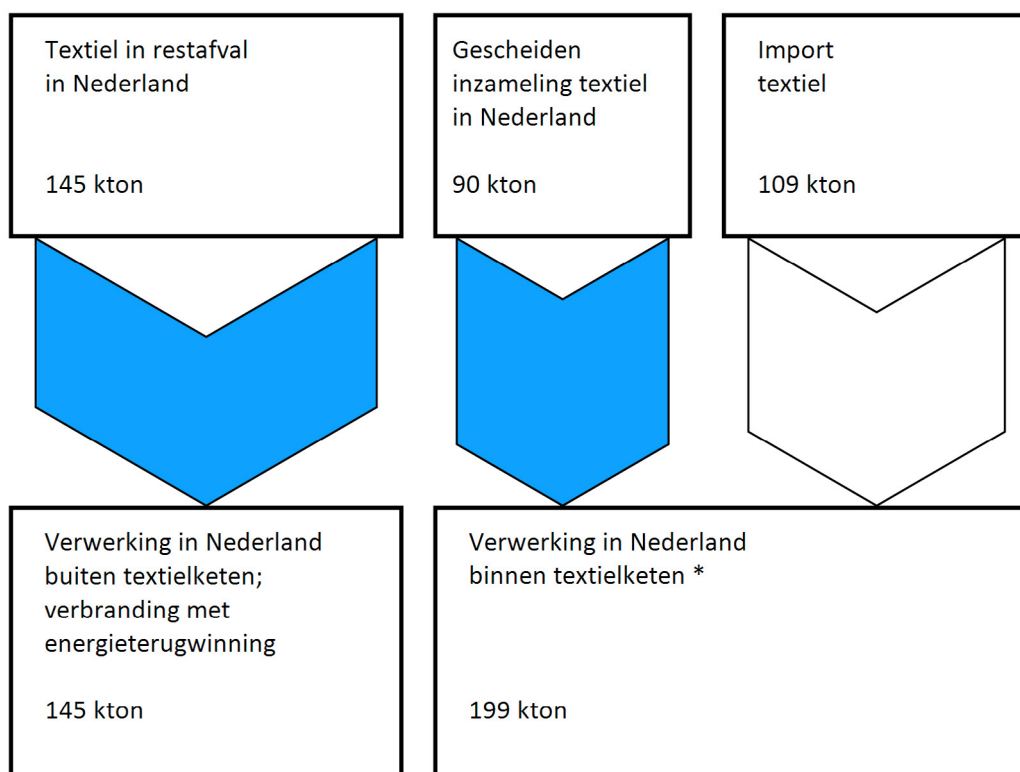 Textiel in restafval
in Nederland
145 kton
Gescheiden
inzameling textiel
in Nederland
90 kton
Import
textiel
109 kton
Verwerking in Nederland
buiten textielketen;
verbranding met
energieterugwinning
145 kton
Verwerking in Nederland
binnen textielketen *
199 kton